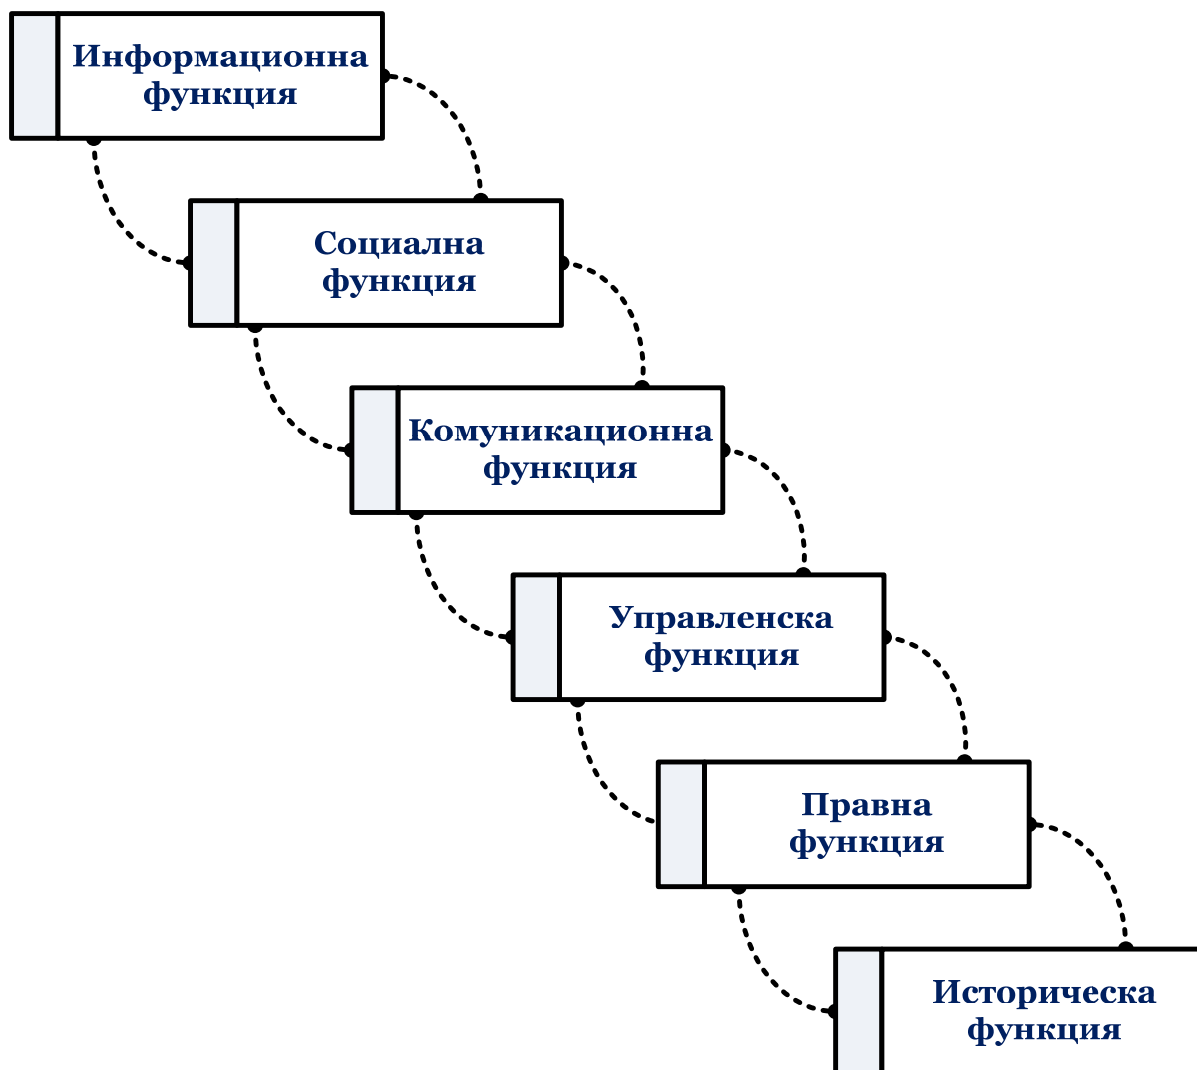 Информационна
функция
Социална
функция
Комуникационна
функция
Управленска
функция
Правна
функция
Историческа
функция